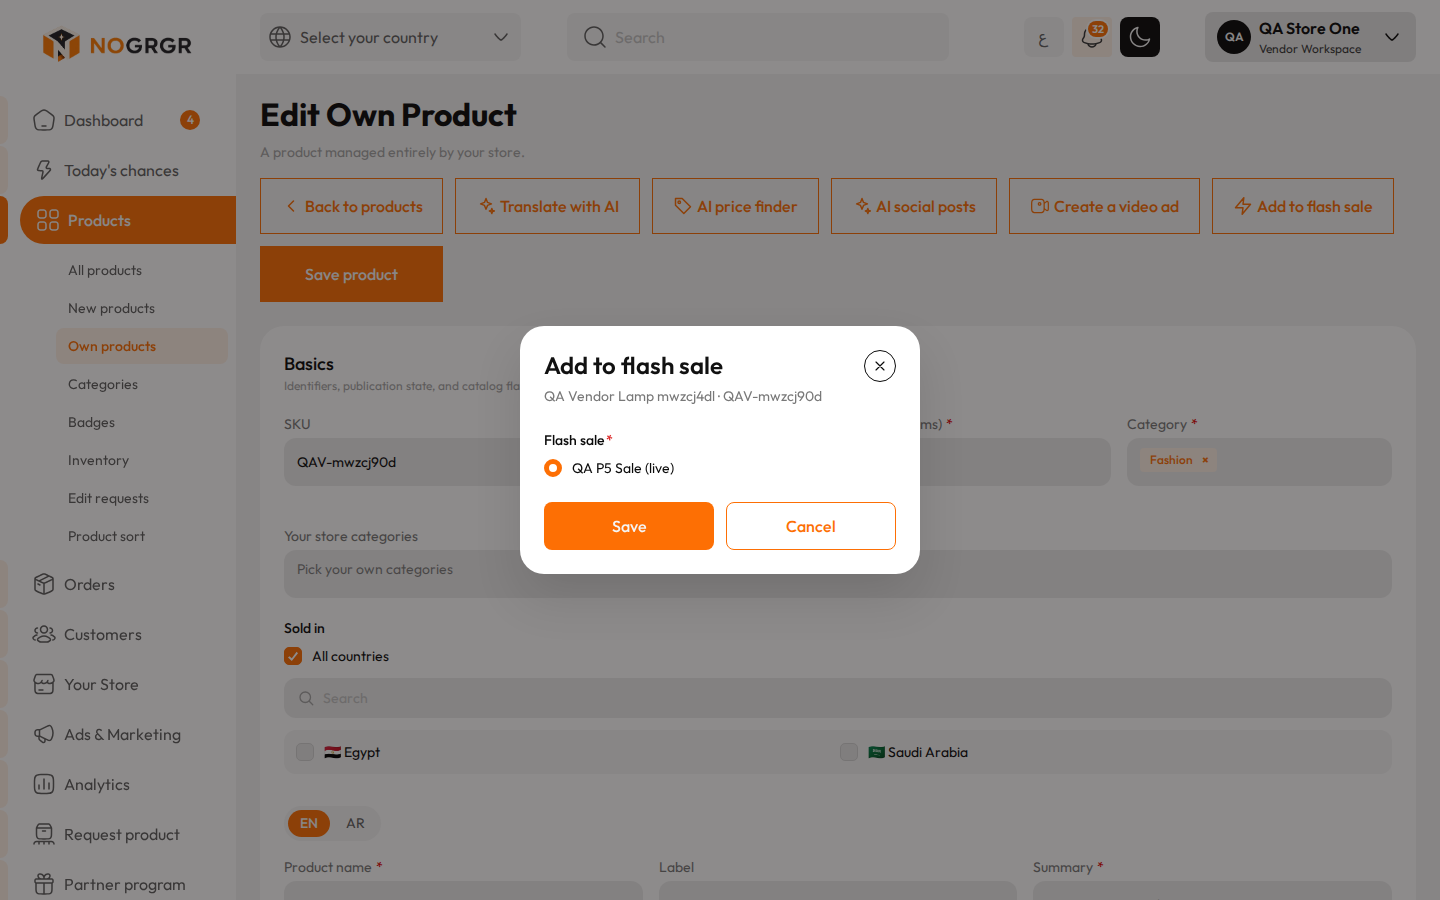 NOGRGR
Select your country
Search
ع
32
QA
QA Store One
Vendor Workspace
Dashboard
4
Today's chances
Products
All products
New products
Own products
Categories
Badges
Inventory
Edit requests
Product sort
Orders
Customers
Your Store
Ads & Marketing
Analytics
Request product
Partner program
Edit Own Product
A product managed entirely by your store.
Back to products
Translate with AI
AI price finder
AI social posts
Create a video ad
Add to flash sale
Save product
Basics
Identifiers, publication state, and catalog fla
SKU
QAV-mwzcj90d
ms) *
Category *
Fashion ×
Your store categories
Pick your own categories
Add to flash sale
QA Vendor Lamp mwzcj4dl · QAV-mwzcj90d
Flash sale*
QA P5 Sale (live)
Save
Cancel
Sold in
All countries
Search
Egypt
Saudi Arabia
EN
AR
Product name *
Label
Summary *